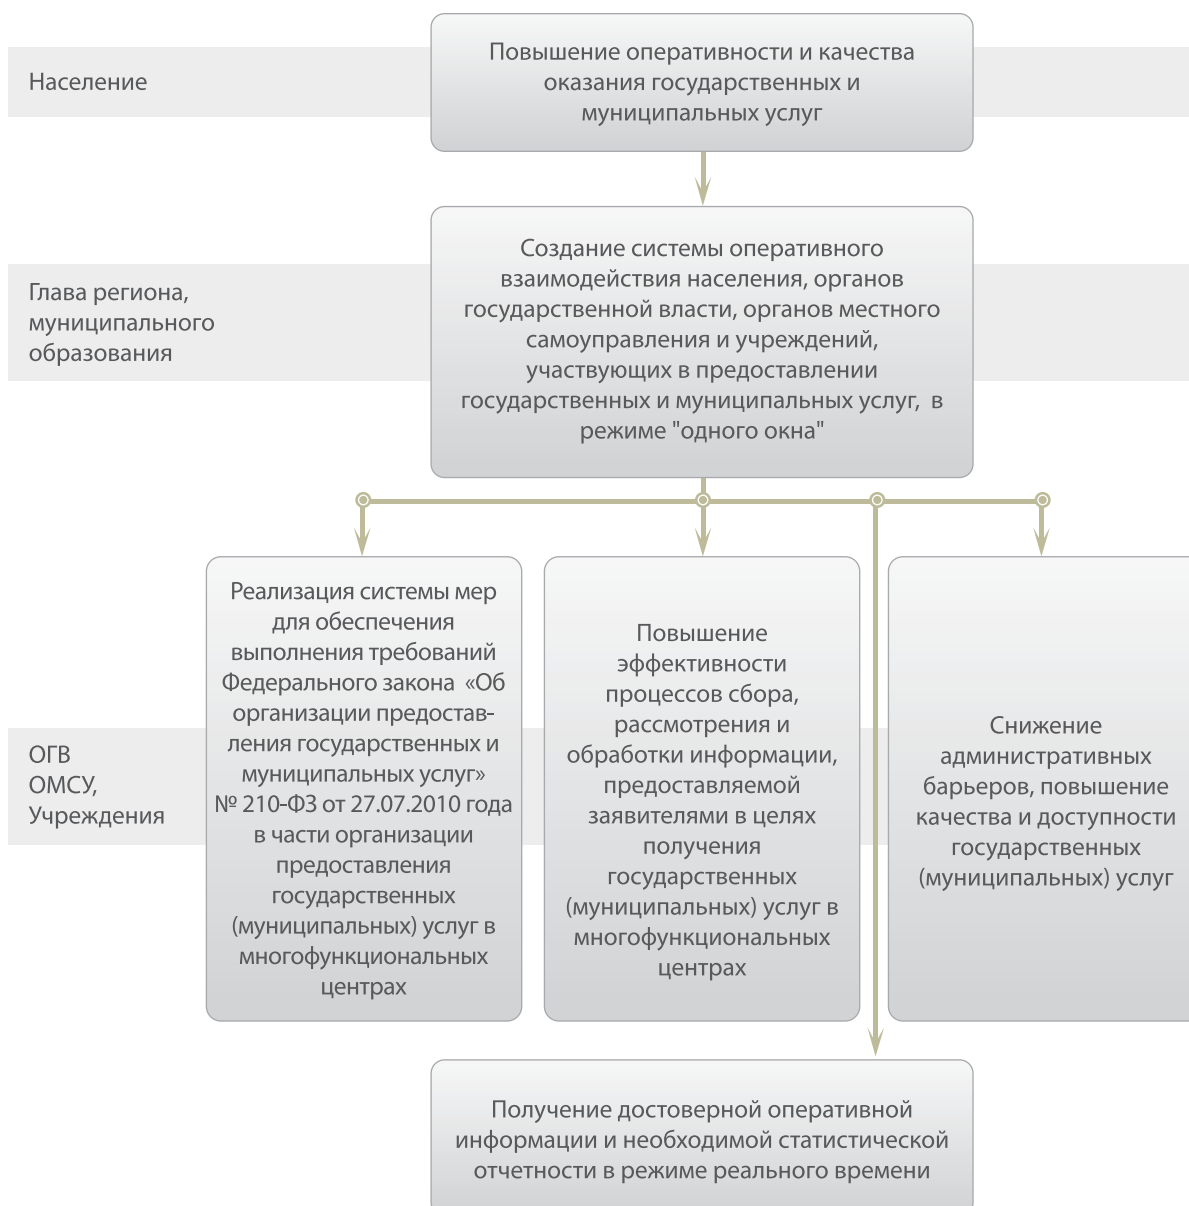 Население
Повышение оперативности и качества
оказания государственных и
муниципальных услуг
Глава региона,
муниципального
образования
Создание системы оперативного
взаимодействия населения, органов
государственной власти, органов местного
самоуправления и учреждений,
участвующих в предоставлении
государственных и муниципальных услуг, в
режиме "одного окна"
ОГВ
ОМСУ,
Учреждения
Реализация системы мер
для обеспечения
выполнения требований
Федерального закона «Об
организации предостав-
ления государственных и
муниципальных услуг»
№ 210-ФЗ от 27.07.2010 года
в части организации
предоставления
государственных
(муниципальных) услуг в
многофункциональных
центрах
Повышение
эффективности
процессов сбора,
рассмотрения и
обработки информации,
предоставляемой
заявителями в целях
получения
государственных
(муниципальных) услуг в
многофункциональных
центрах
Снижение
административных
барьеров, повышение
качества и доступности
государственных
(муниципальных) услуг
Получение достоверной оперативной
информации и необходимой статистической
отчетности в режиме реального времени